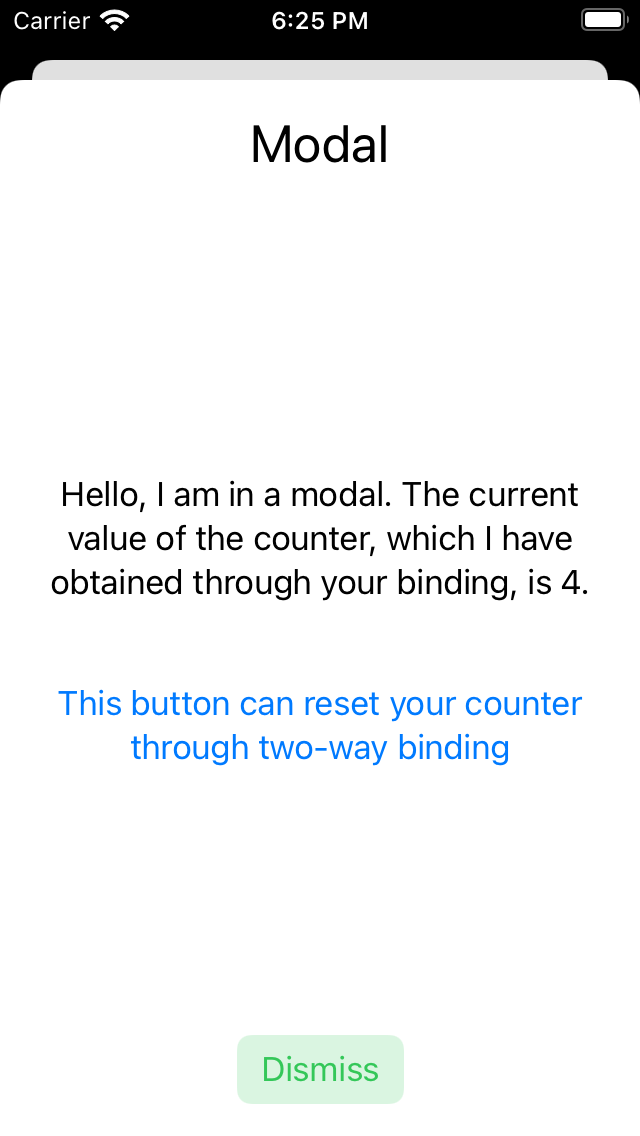 Carrier 6:25 PM
Modal
Hello, I am in a modal. The current
value of the counter, which I have
obtained through your binding, is 4.
This button can reset your counter
through two-way binding
Dismiss